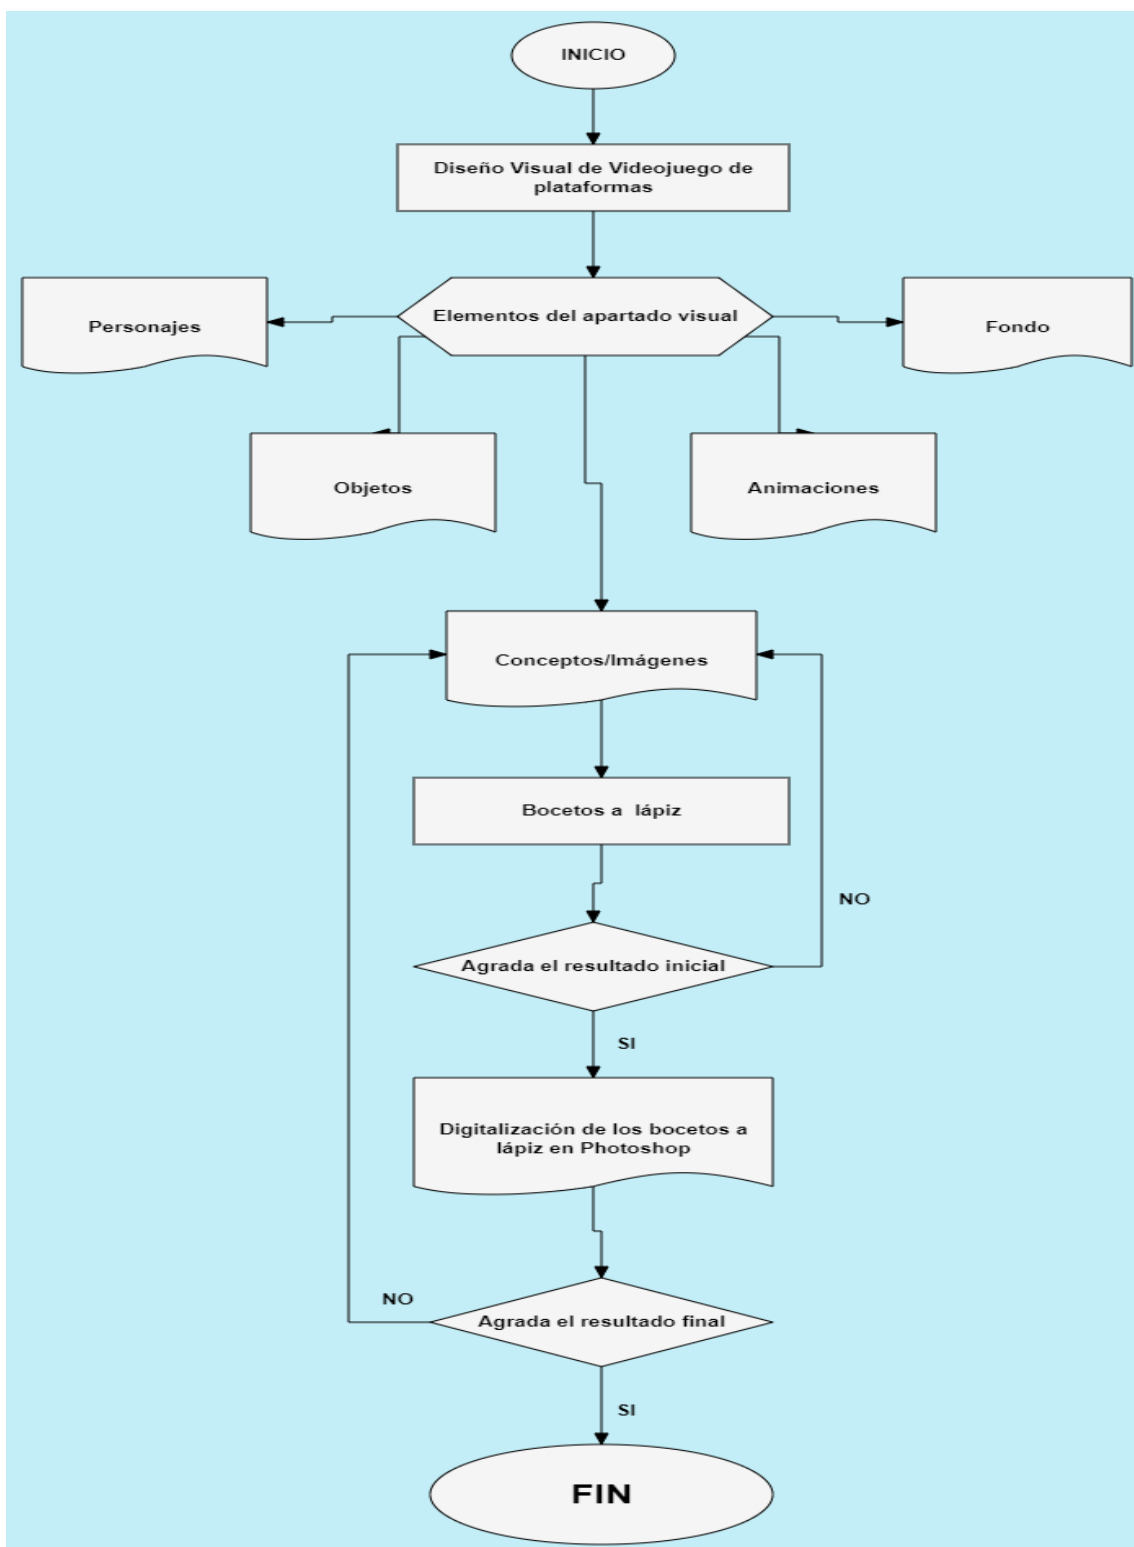 INICIO
Diseño Visual de Videojuego de
plataformas
Elementos del apartado visual
Personajes
Fondo
Objetos
Animaciones
Conceptos/Imágenes
Bocetos a lápiz
NO
Agrada el resultado inicial
SI
Digitalización de los bocetos a
lápiz en Photoshop
NO
Agrada el resultado final
SI
FIN